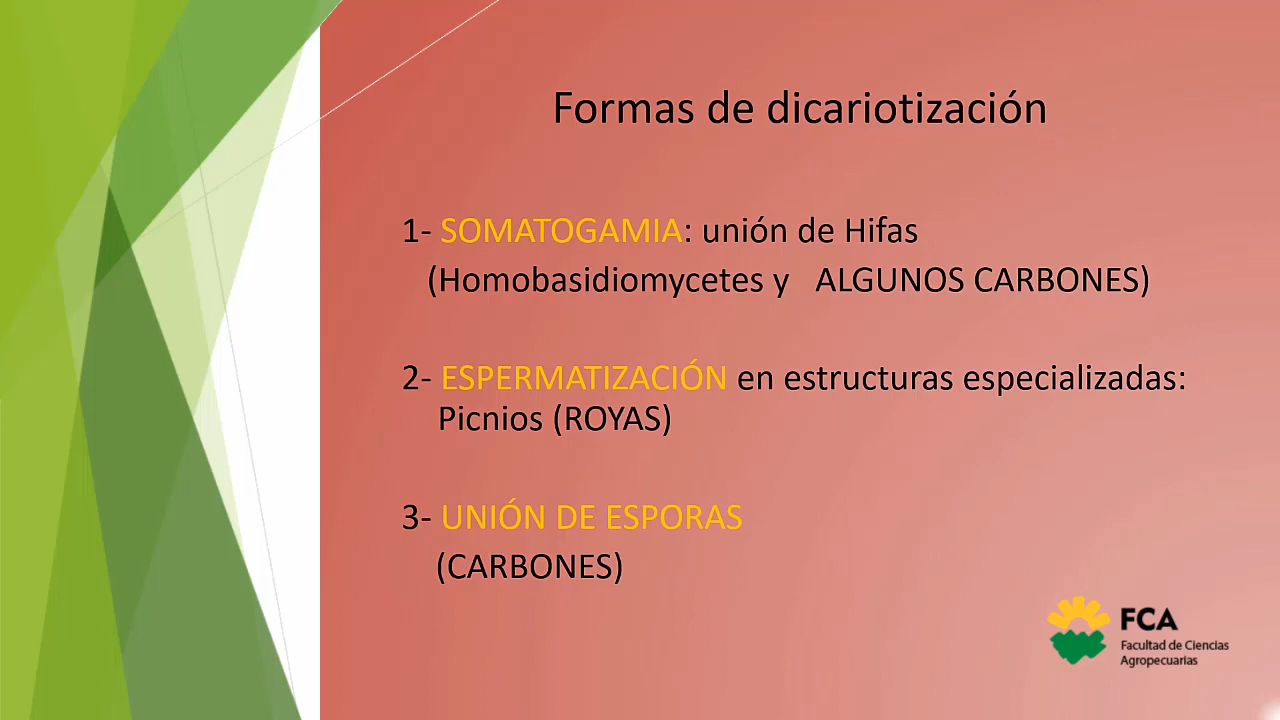 Formas de dicariotización
1- SOMATOGAMIA: unión de Hifas
(Homobasidiomycetes y ALGUNOS CARBONES)
2- ESPERMATIZACIÓN en estructuras especializadas:
Picnios (ROYAS)
3- UNIÓN DE ESPORAS
(CARBONES)
FCA
Facultad de Ciencias
Agropecuarias